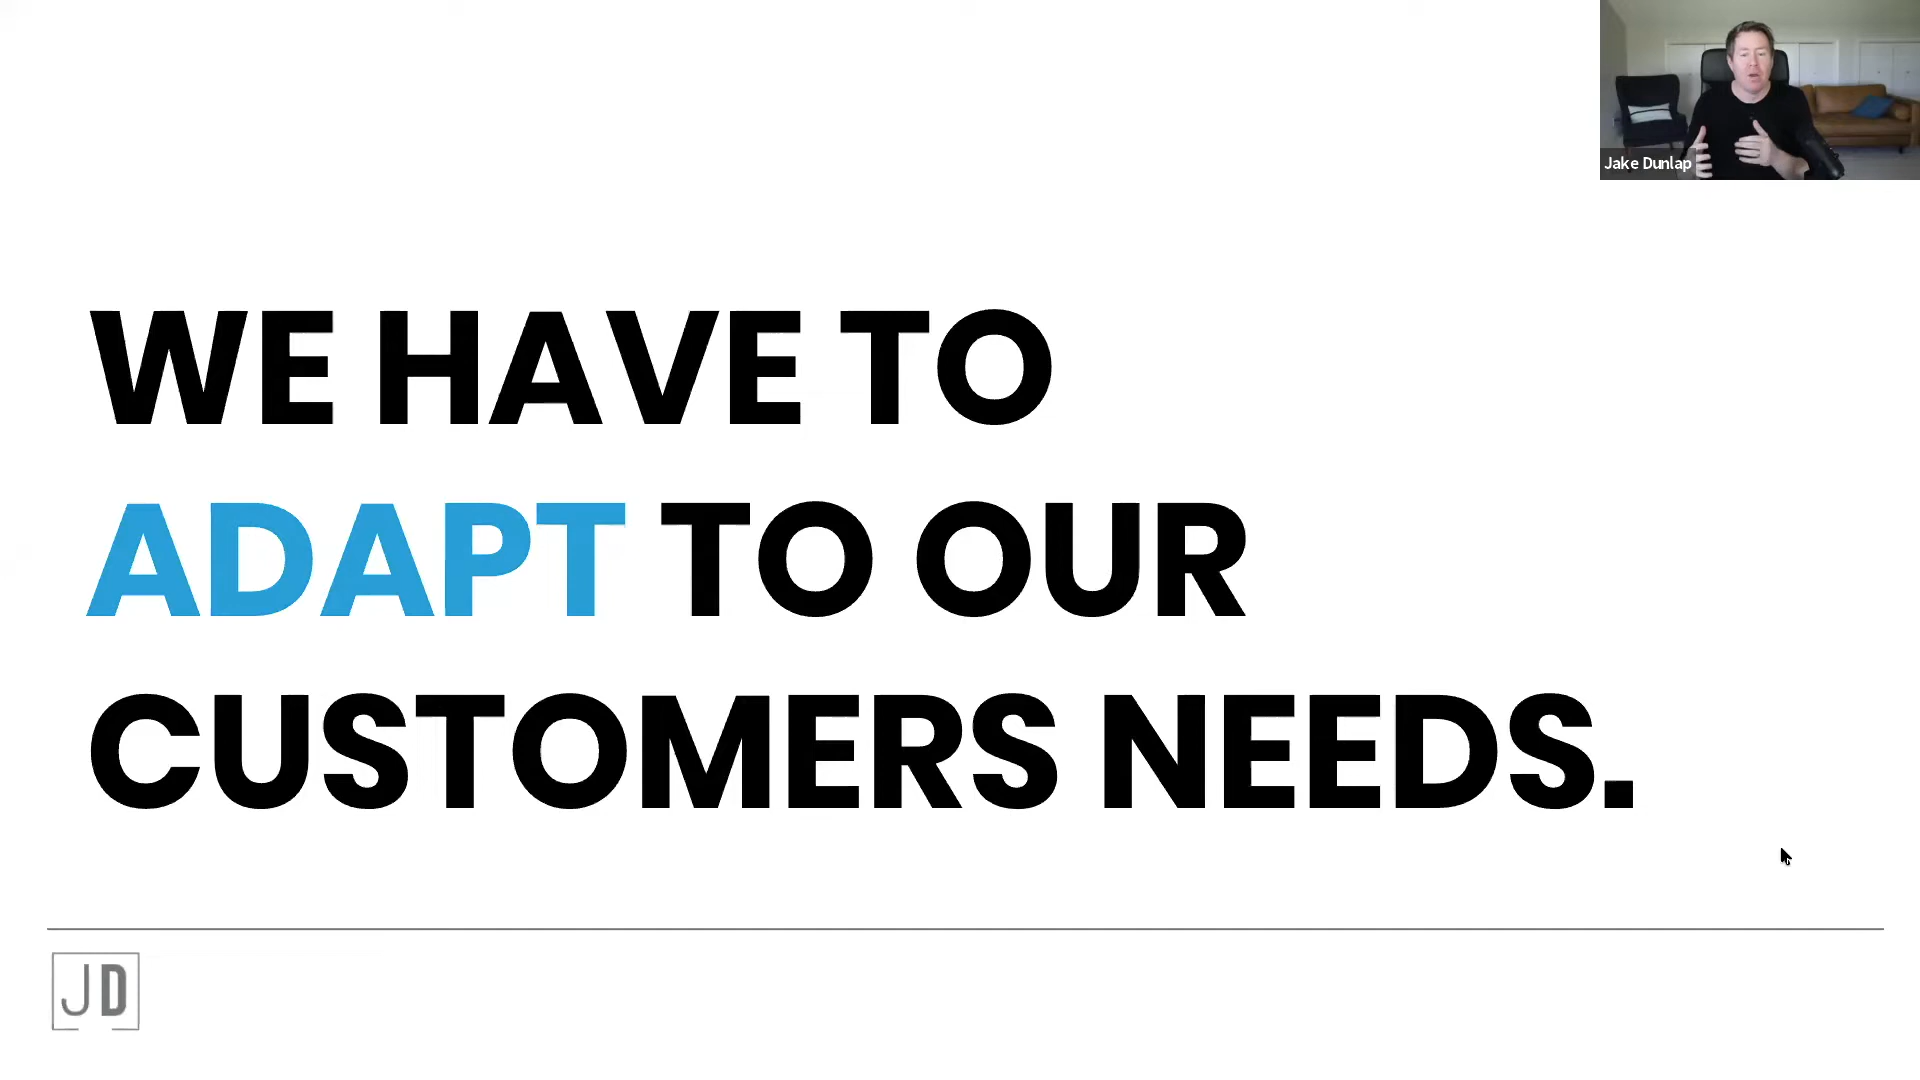 Jake Dunlap
WE HAVE TO
ADAPT TO OUR
CUSTOMERS NEEDS.
JD